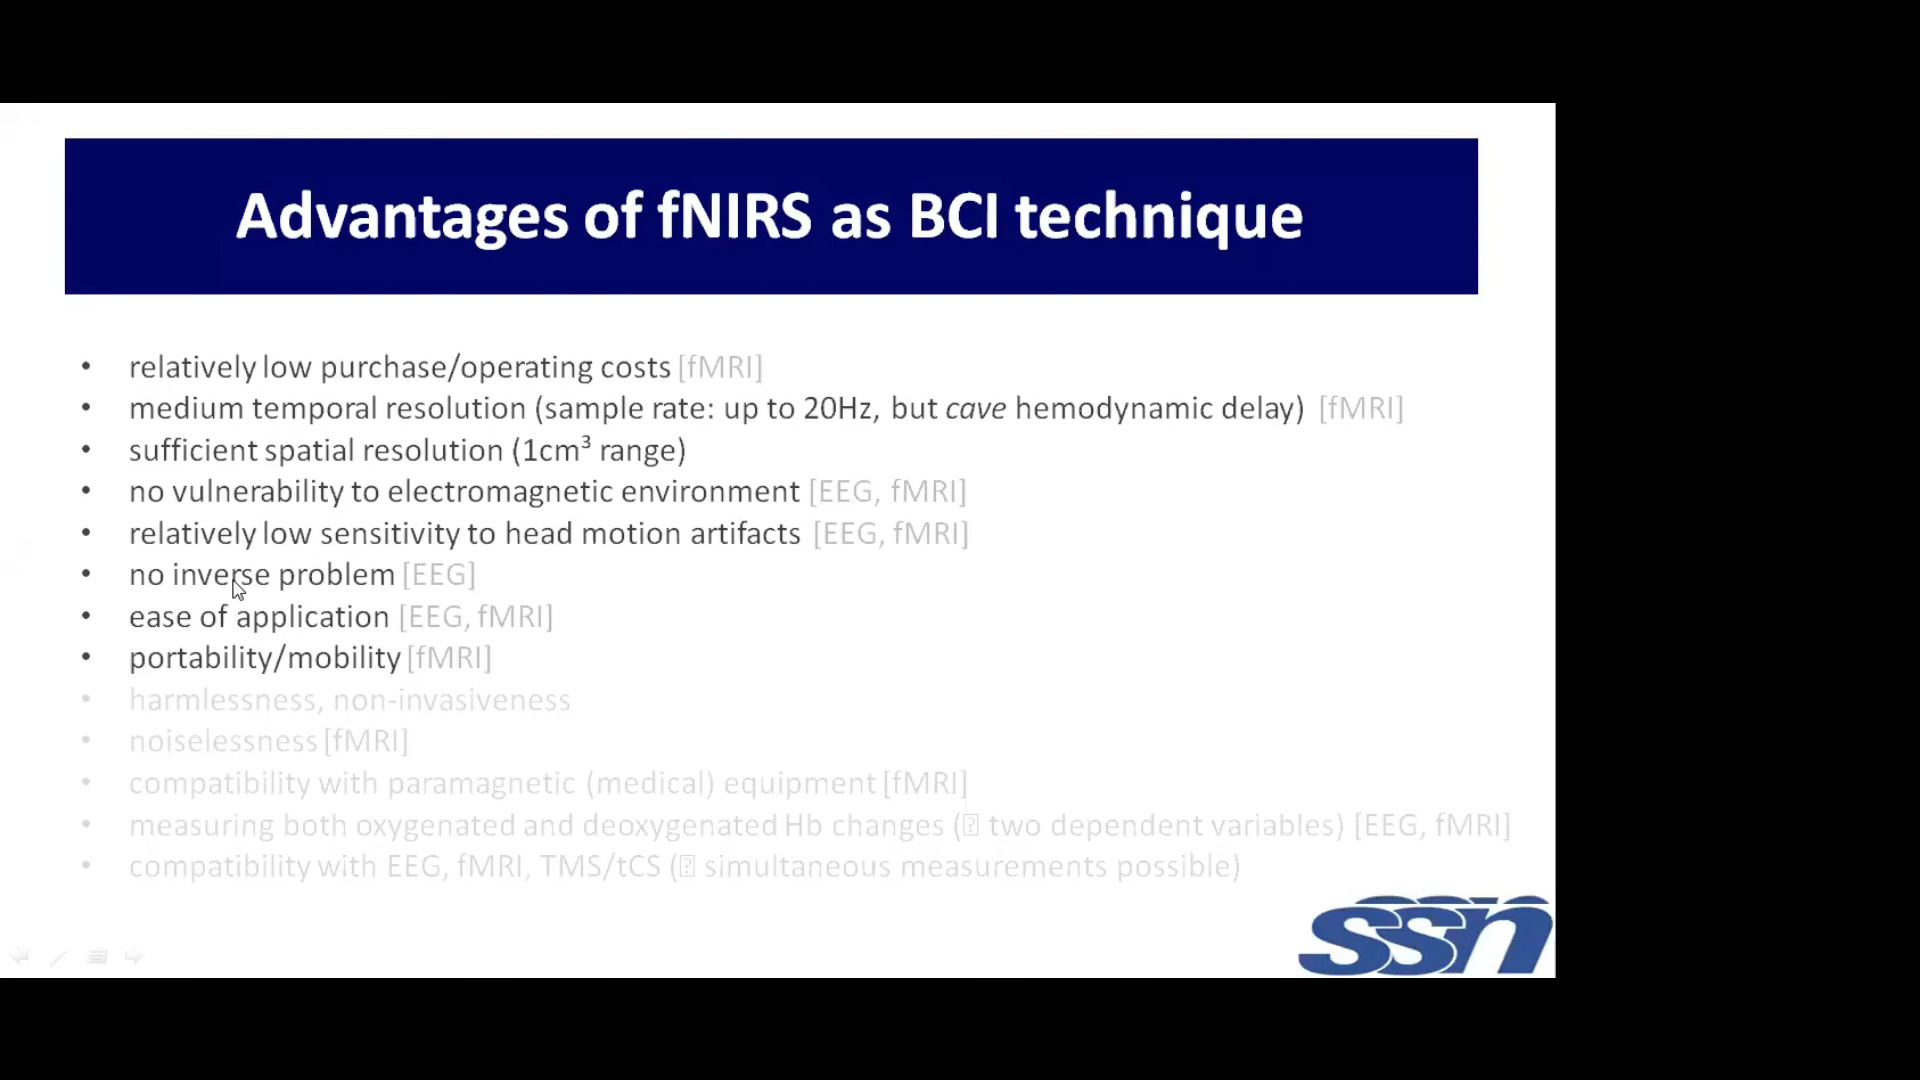 Advantages of fNIRS as BCI technique
• relatively low purchase/operating costs [fMRI]
• medium temporal resolution (sample rate: up to 20Hz, but cave hemodynamic delay) [fMRI]
• sufficient spatial resolution (1cm³ range)
• no vulnerability to electromagnetic environment [EEG, fMRI]
• relatively low sensitivity to head motion artifacts [EEG, fMRI]
• no inverse problem [EEG]
• ease of application [EEG, fMRI]
• portability/mobility [fMRI]
• harmlessness, non-invasiveness
• noiselessness [fMRI]
• compatibility with paramagnetic (medical) equipment [fMRI]
• measuring both oxygenated and deoxygenated Hb changes (⍰ two dependent variables) [EEG, fMRI]
• compatibility with EEG, fMRI, TMS/tCS (⍰ simultaneous measurements possible)
ssn